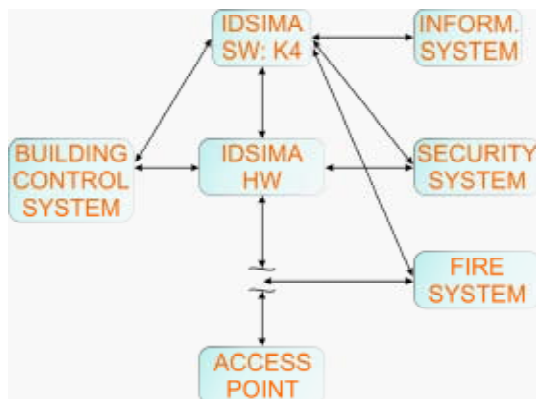 IDSIMA
SW: K4
INFORM.
SYSTEM
BUILDING
CONTROL
SYSTEM
IDSIMA
HW
SECURITY
SYSTEM
FIRE
SYSTEM
ACCESS
POINT